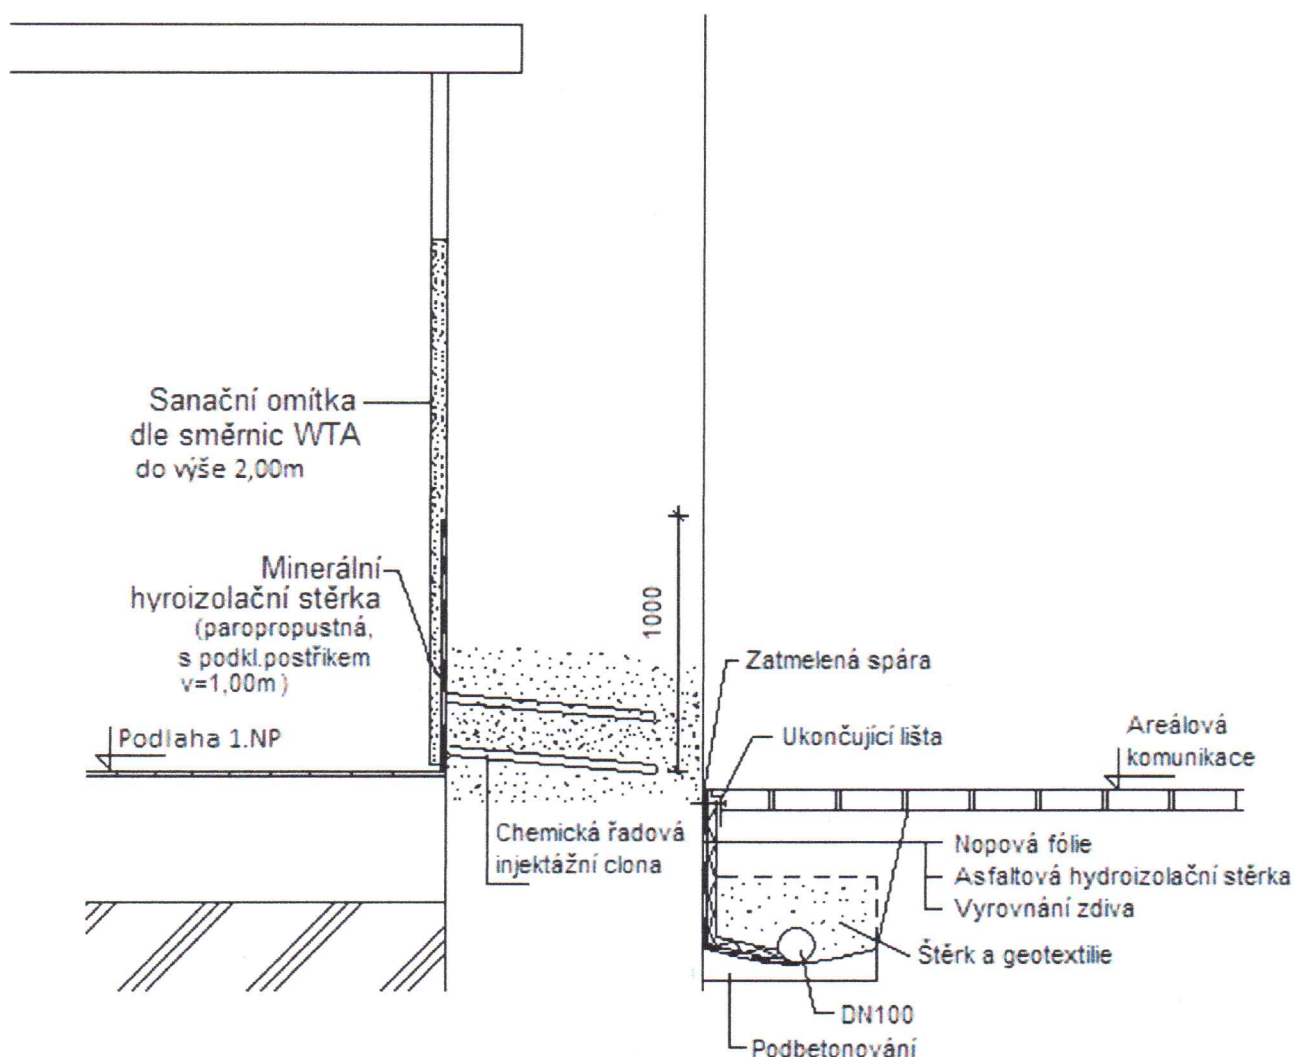 Sanační omítka
dle směrnic WTA
do výše 2,00m
Minerální
hyroizolační stěrka
(paropropustná,
s podkl.postřikem
v=1,00m)
1000
Zatmelená spára
Podlaha 1.NP
Ukončující lišta
Areálová
komunikace
Chemická řadová
injektážní clona
Nopová fólie
Asfaltová hydroizolační stěrka
Vyrovnání zdiva
Štěrk a geotextilie
DN100
Podbetonování